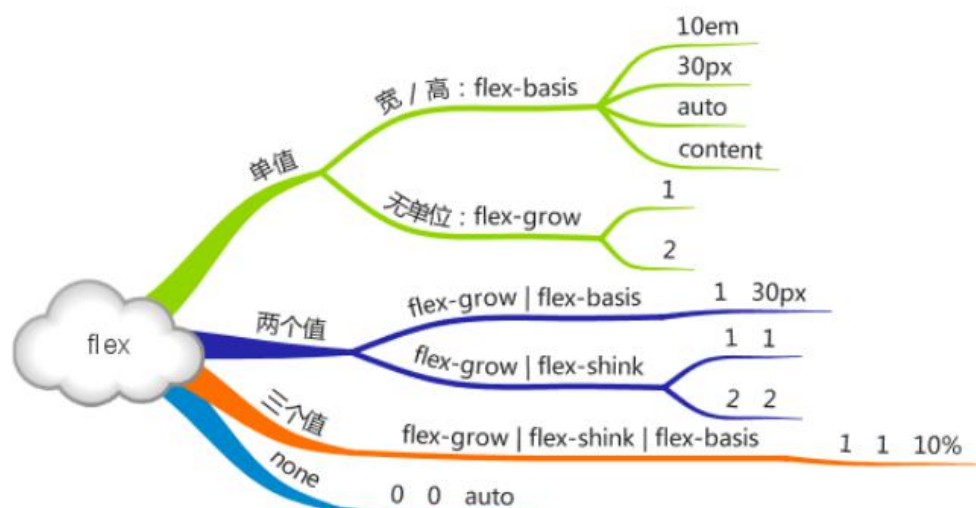 flex
单值
宽 / 高：flex-basis
10em
30px
auto
content
无单位：flex-grow
1
2
两个值
flex-grow | flex-basis
1 30px
flex-grow | flex-shink
1 1
2 2
三个值
flex-grow | flex-shink | flex-basis
1 1 10%
none
0 0 auto